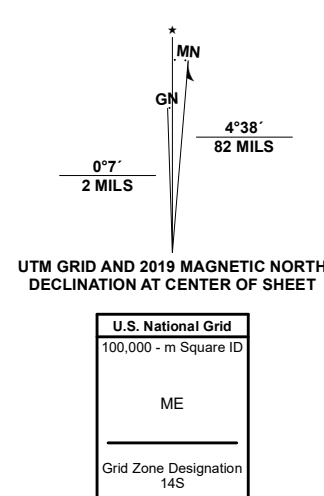 ★
MN
GN
4°38´
82 MILS
0°7´
2 MILS
UTM GRID AND 2019 MAGNETIC NORTH
DECLINATION AT CENTER OF SHEET
U.S. National Grid
100,000 - m Square ID
ME
Grid Zone Designation
14S